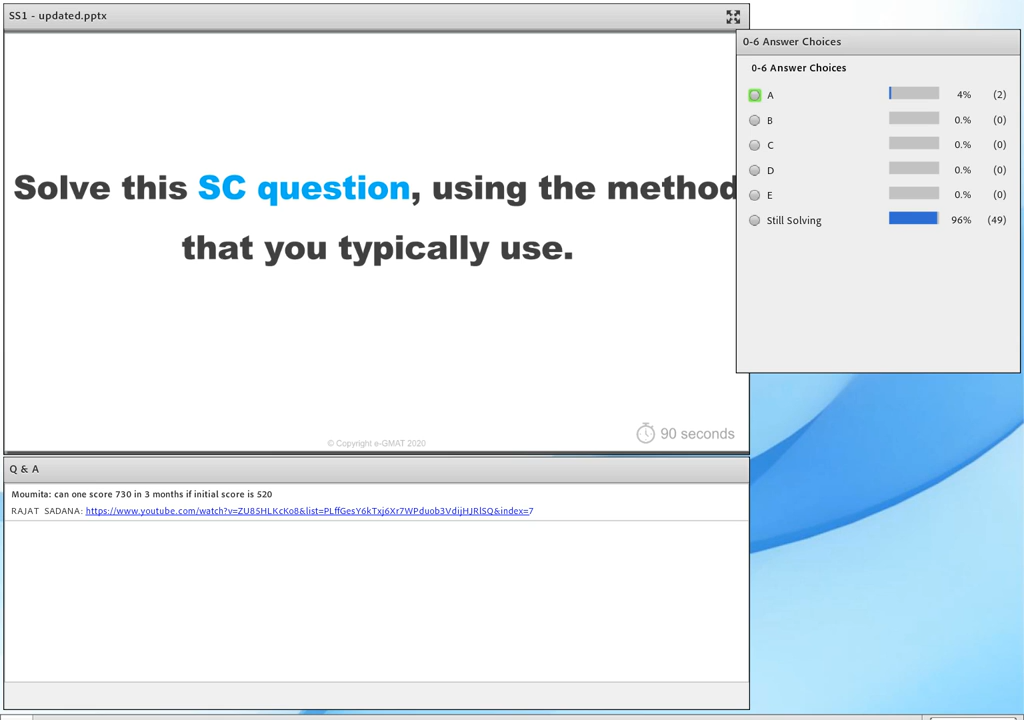 SS1 - updated.pptx
Solve this SC question, using the method
that you typically use.
© Copyright e-GMAT 2020
90 seconds
0-6 Answer Choices
0-6 Answer Choices
A 4% (2)
B 0.% (0)
C 0.% (0)
D 0.% (0)
E 0.% (0)
Still Solving 96% (49)
Q & A
Moumita: can one score 730 in 3 months if initial score is 520
RAJAT SADANA: https://www.youtube.com/watch?v=ZU85HLKcKo8&list=PLffGesY6kTxj6Xr7WPduob3VdijHJRlSQ&index=7